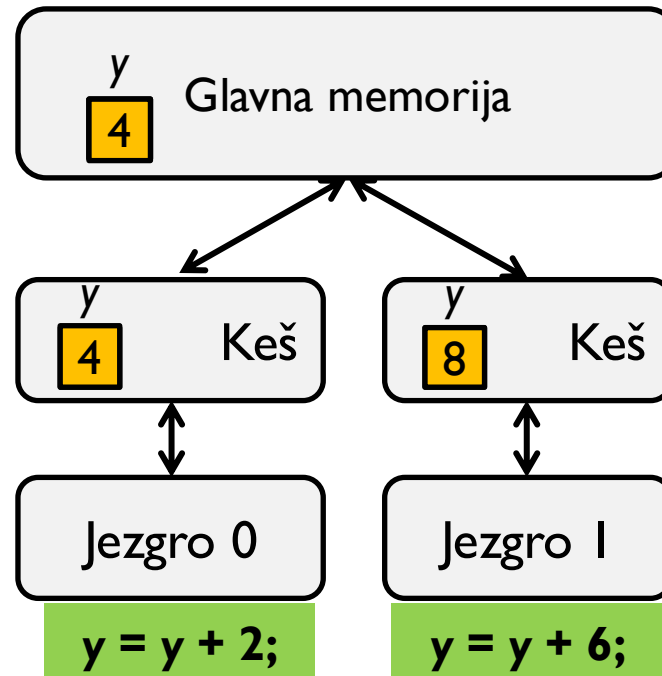 y
4
Glavna memorija
y
4
Keš
y
8
Keš
Jezgro 0
Jezgro 1
y = y + 2;
y = y + 6;